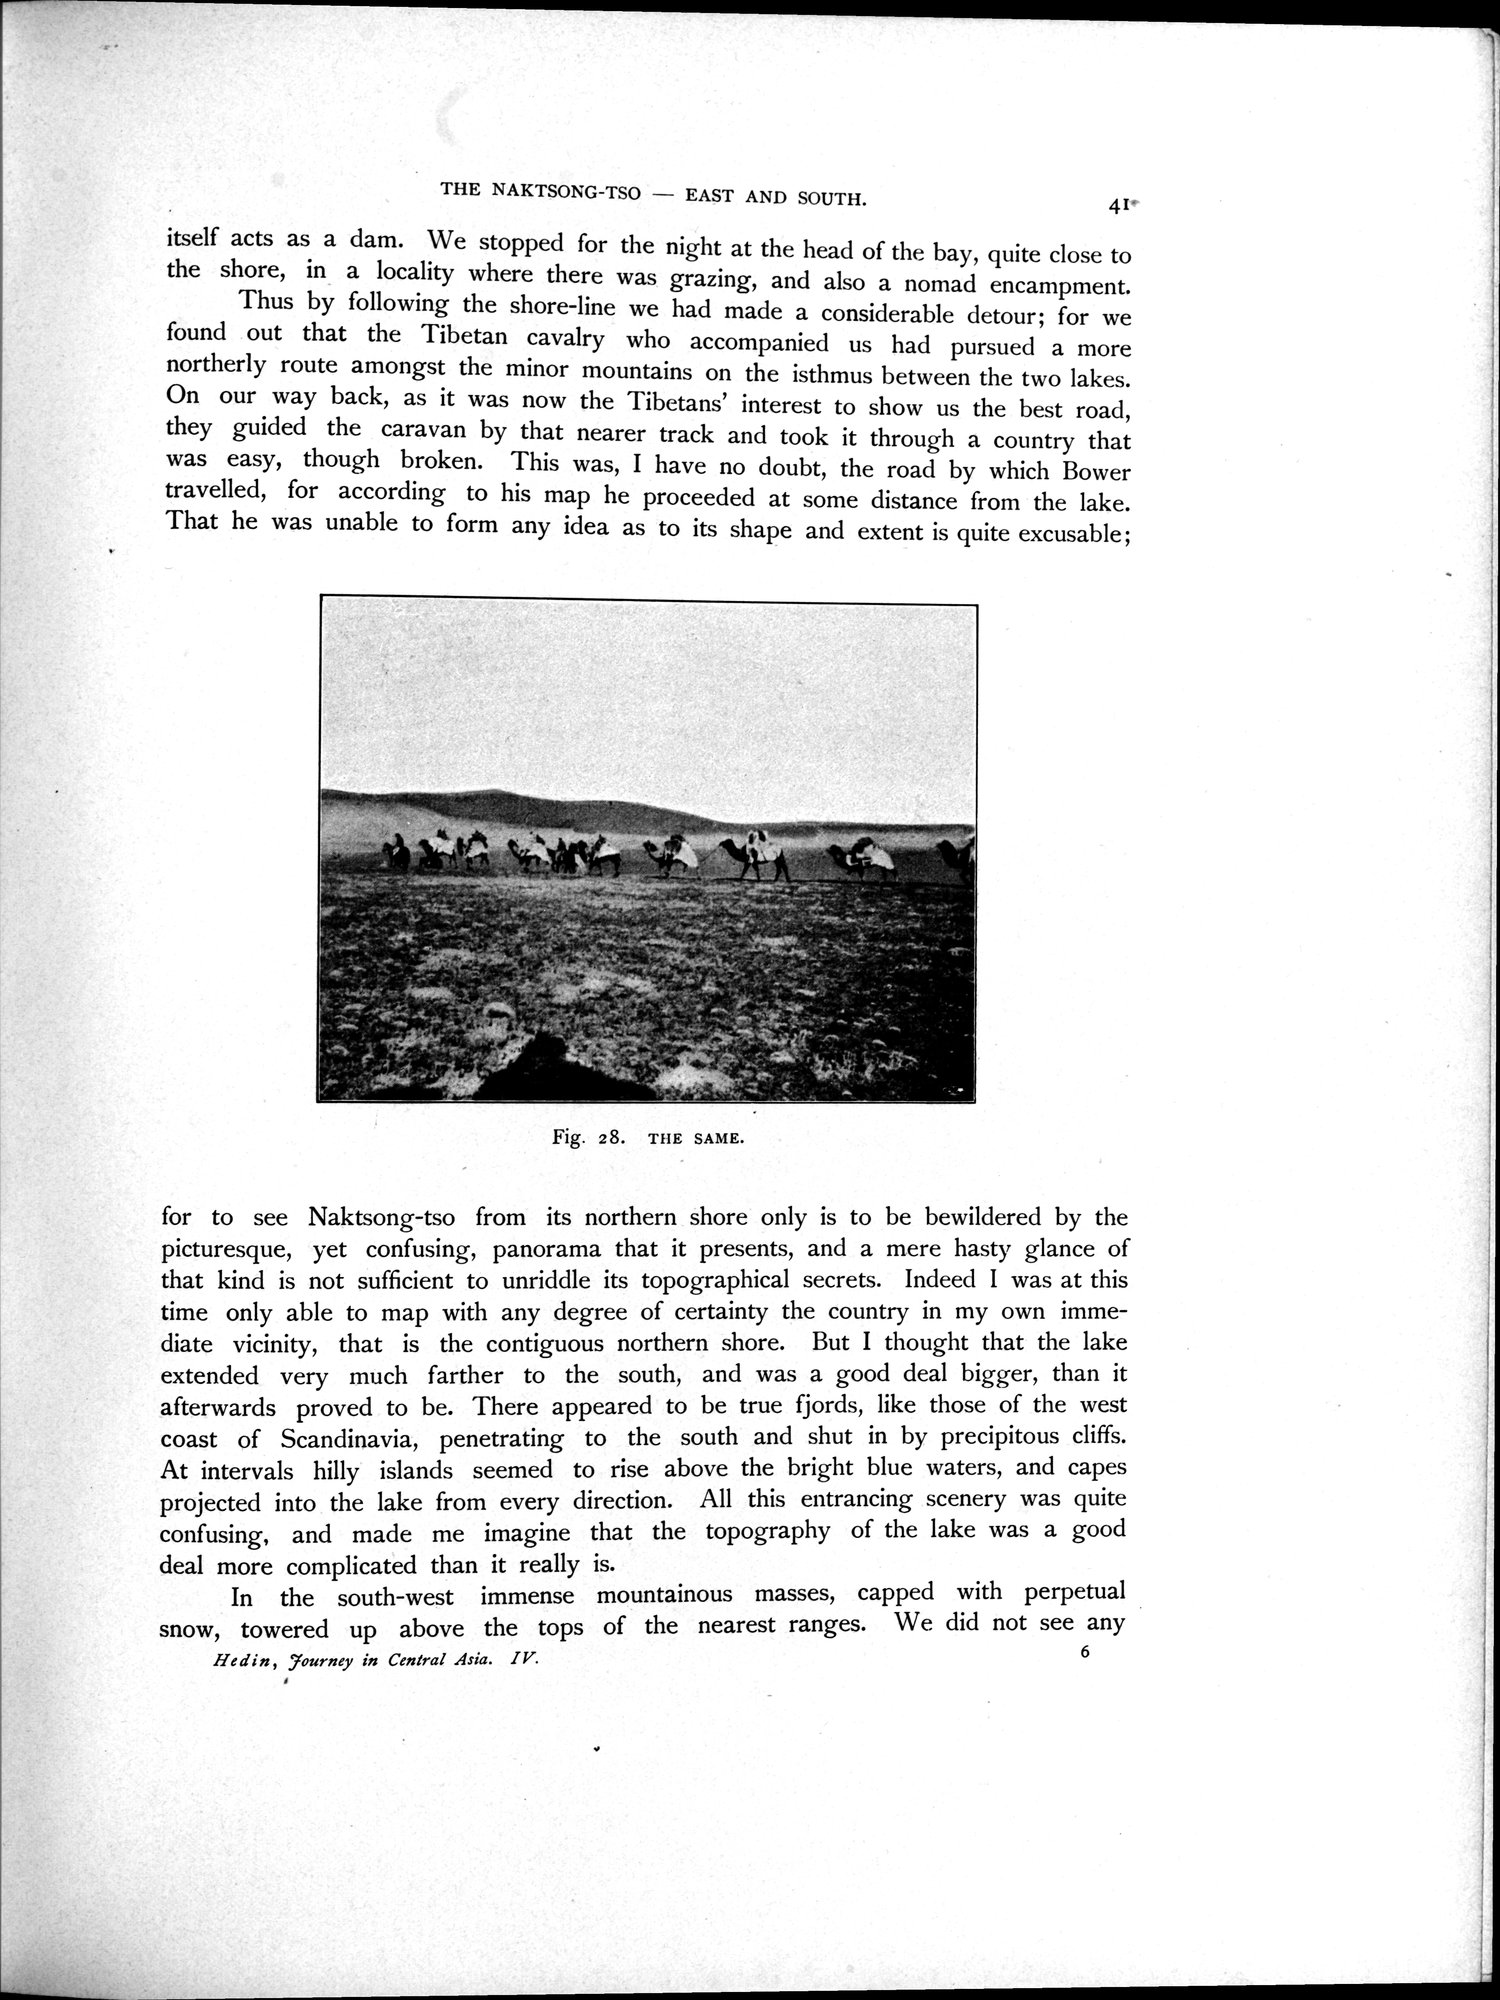 THE NAKTSONG-TSO — EAST AND SOUTH.
41
itself acts as a dam. We stopped for the night at the head of the bay, quite close to
the shore, in a locality where there was grazing, and also a nomad encampment.
Thus by following the shore-line we had made a considerable detour; for we
found out that the Tibetan cavalry who accompanied us had pursued a more
northerly route amongst the minor mountains on the isthmus between the two lakes.
On our way back, as it was now the Tibetans' interest to show us the best road,
they guided the caravan by that nearer track and took it through a country that
was easy, though broken. This was, I have no doubt, the road by which Bower
travelled, for according to his map he proceeded at some distance from the lake.
That he was unable to form any idea as to its shape and extent is quite excusable;
Fig. 28. THE SAME.
for to see Naktsong-tso from its northern shore only is to be bewildered by the
picturesque, yet confusing, panorama that it presents, and a mere hasty glance of
that kind is not sufficient to unriddle its topographical secrets. Indeed I was at this
time only able to map with any degree of certainty the country in my own imme-
diate vicinity, that is the contiguous northern shore. But I thought that the lake
extended very much farther to the south, and was a good deal bigger, than it
afterwards proved to be. There appeared to be true fjords, like those of the west
coast of Scandinavia, penetrating to the south and shut in by precipitous cliffs.
At intervals hilly islands seemed to rise above the bright blue waters, and capes
projected into the lake from every direction. All this entrancing scenery was quite
confusing, and made me imagine that the topography of the lake was a good
deal more complicated than it really is.
In the south-west immense mountainous masses, capped with perpetual
snow, towered up above the tops of the nearest ranges. We did not see any
Hedin, Journey in Central Asia. IV.
6